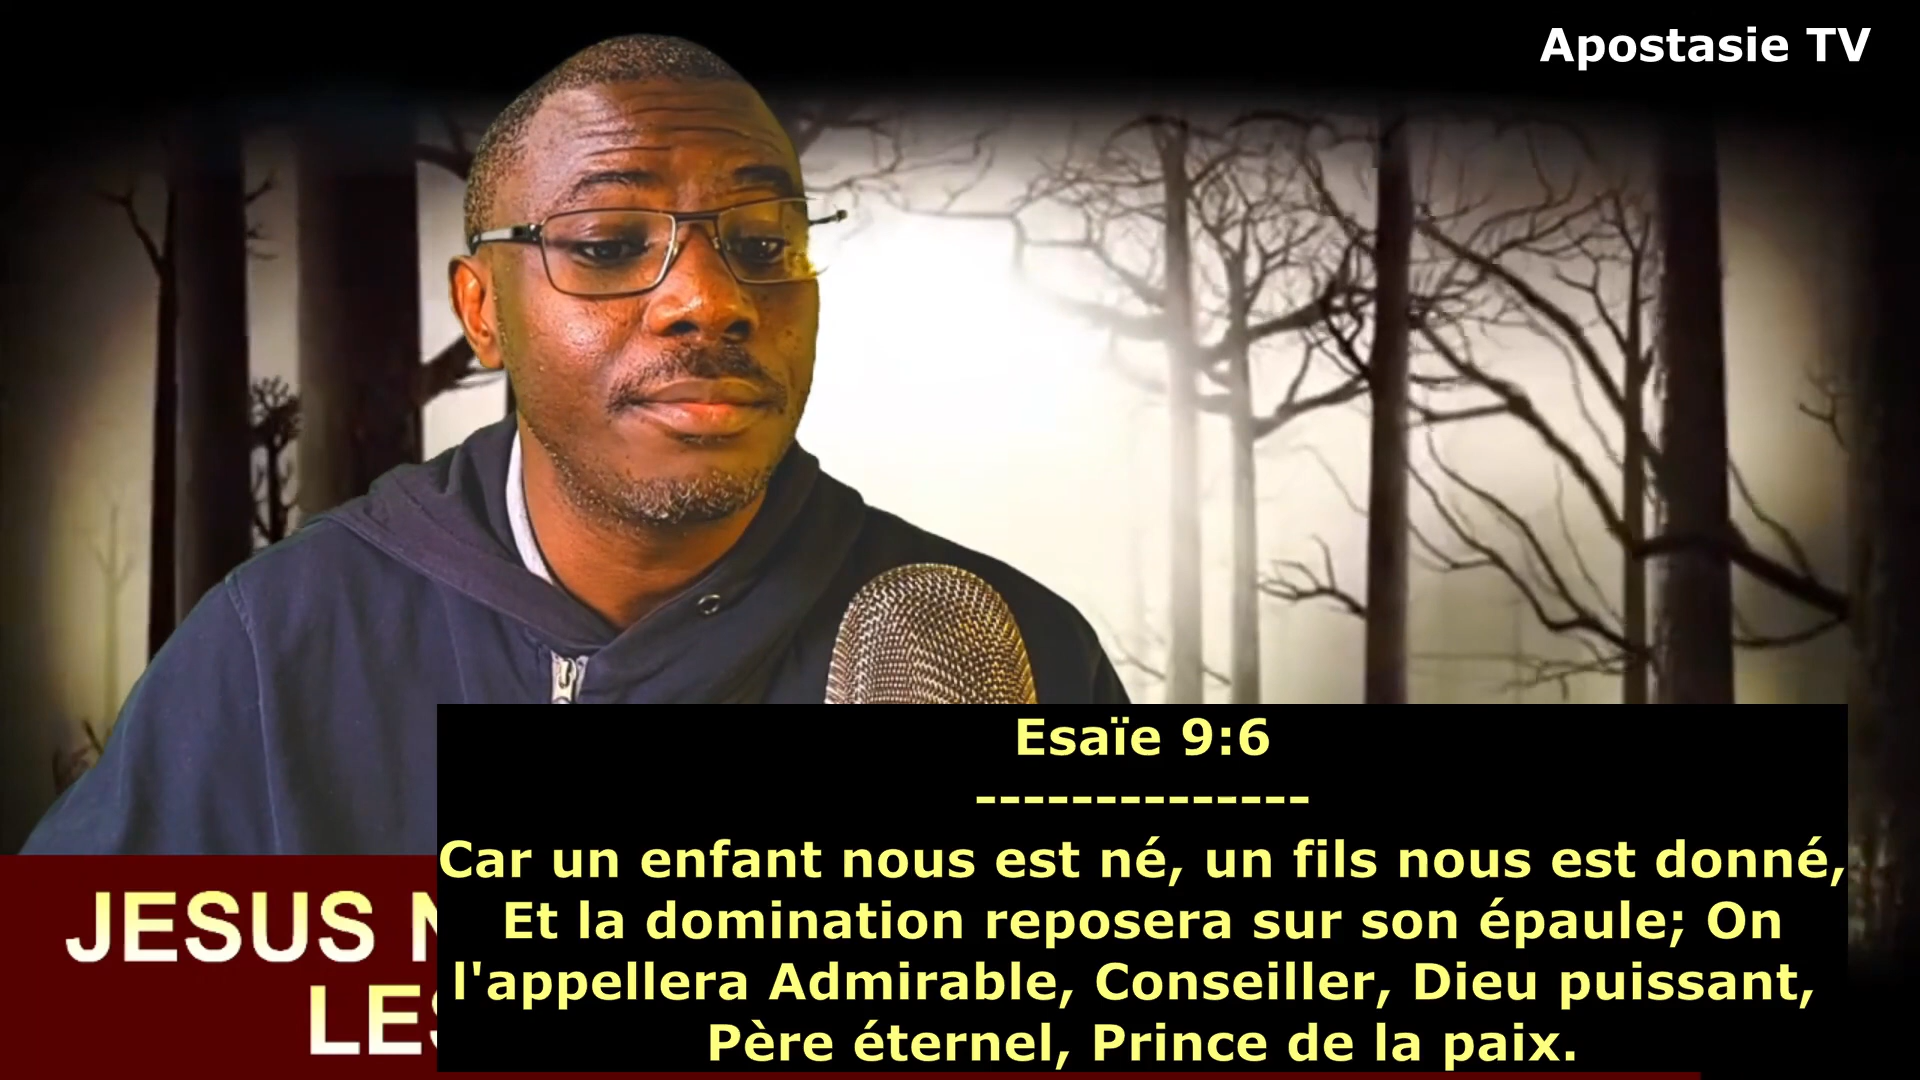 Apostasie TV
Esaïe 9:6
--------------
Car un enfant nous est né, un fils nous est donné,
Et la domination reposera sur son épaule; On
l'appellera Admirable, Conseiller, Dieu puissant,
Père éternel, Prince de la paix.
JESUS